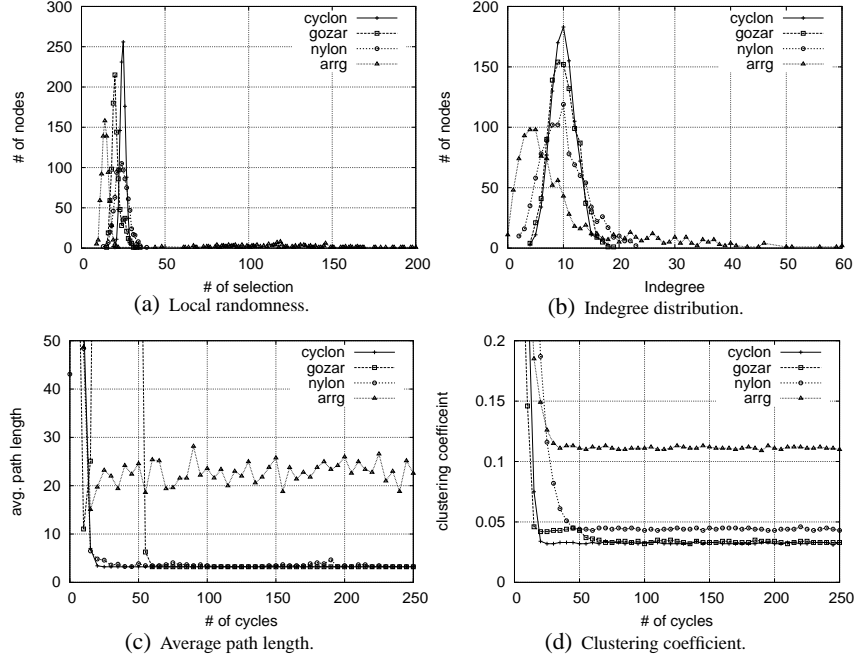 300
250
200
150
100
50
0
# of nodes
0 50 100 150 200
# of selection
cyclon
gozar
nylon
arrg
(a) Local randomness.
200
150
100
50
0
# of nodes
0 10 20 30 40 50 60
Indegree
cyclon
gozar
nylon
arrg
(b) Indegree distribution.
50
40
30
20
10
0
avg. path length
0 50 100 150 200 250
# of cycles
cyclon
gozar
nylon
arrg
(c) Average path length.
0.2
0.15
0.1
0.05
0
clustering coefficeint
0 50 100 150 200 250
# of cycles
cyclon
gozar
nylon
arrg
(d) Clustering coefficient.